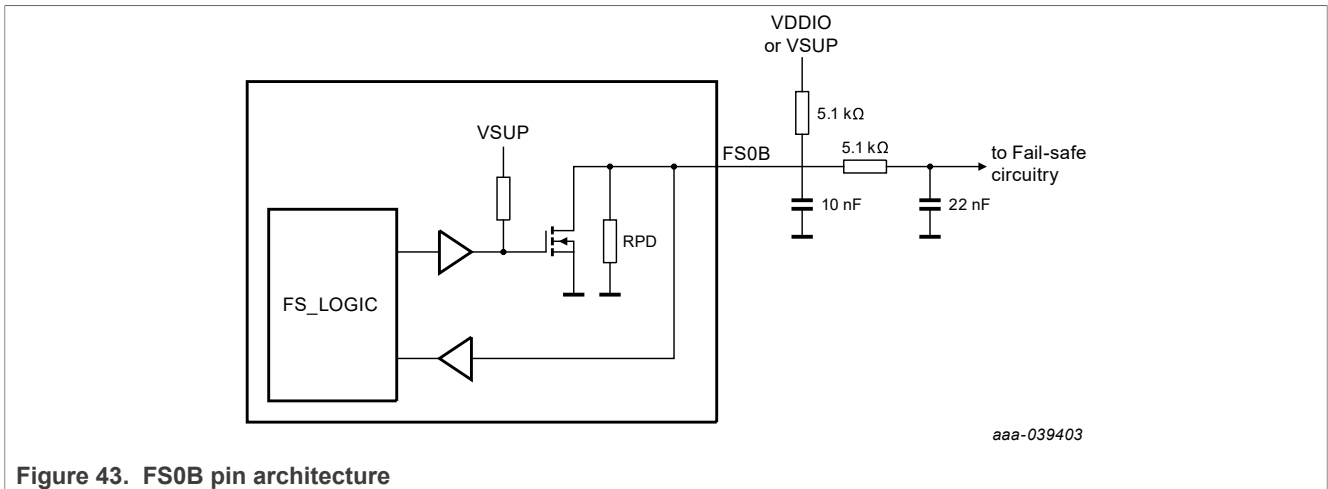 VDDIO
or VSUP
5.1 kΩ
VSUP
FS0B
5.1 kΩ
to Fail-safe
circuitry
10 nF
22 nF
RPD
FS_LOGIC
aaa-039403
Figure 43. FS0B pin architecture